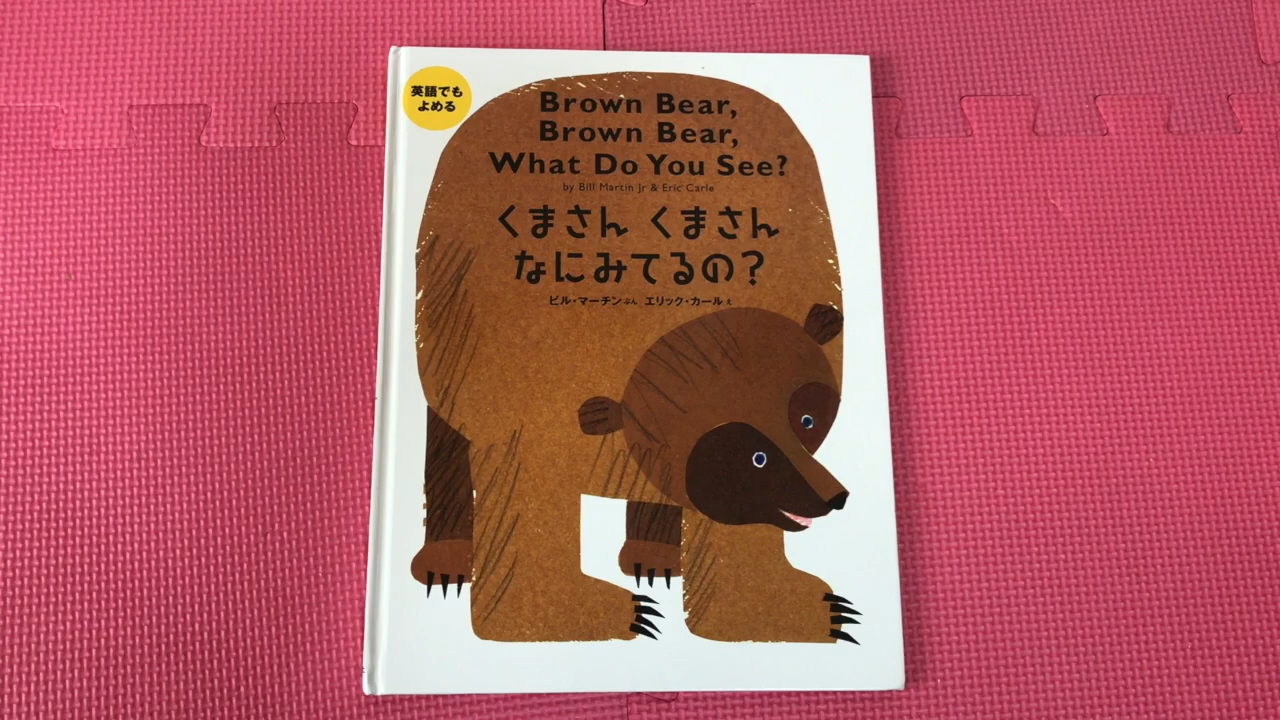 英語でも
よめる
Brown Bear,
Brown Bear,
What Do You See?
by Bill Martin Jr & Eric Carle
くまさん くまさん
なにみてるの?
ビル・マーチン ぶん エリック・カール え